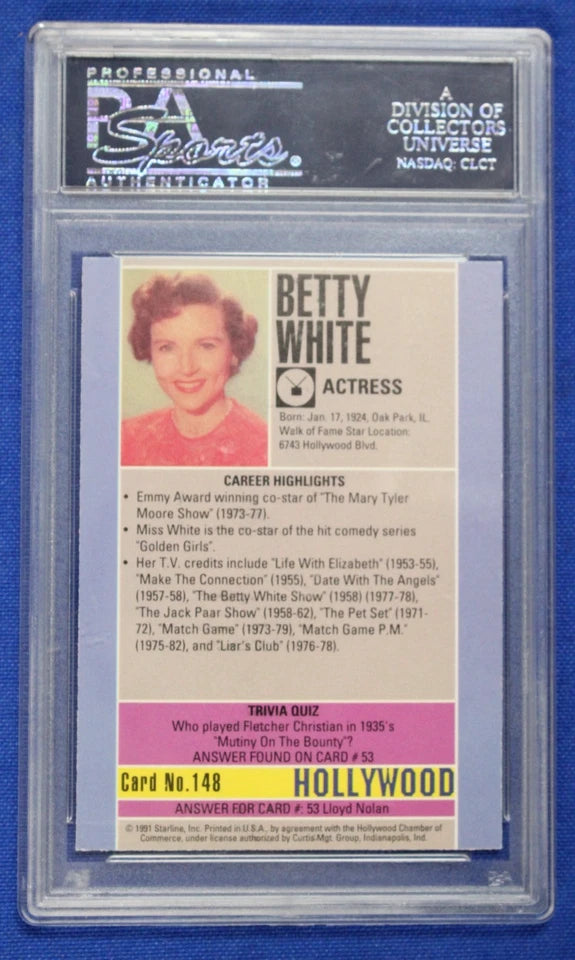 PROFESSIONAL
PSA
Sports®
AUTHENTICATOR
A
DIVISION OF
COLLECTORS
UNIVERSE
NASDAQ: CLCT
BETTY
WHITE
ACTRESS
Born: Jan. 17, 1924, Oak Park, IL.
Walk of Fame Star Location:
6743 Hollywood Blvd.
CAREER HIGHLIGHTS
• Emmy Award winning co-star of "The Mary Tyler
Moore Show" (1973-77).
• Miss White is the co-star of the hit comedy series
"Golden Girls".
• Her T.V. credits include "Life With Elizabeth" (1953-55),
"Make The Connection" (1955), "Date With The Angels"
(1957-58), "The Betty White Show" (1958) (1977-78),
"The Jack Paar Show" (1958-62), "The Pet Set" (1971-
72), "Match Game" (1973-79), "Match Game P.M."
(1975-82), and "Liar's Club" (1976-78).
TRIVIA QUIZ
Who played Fletcher Christian in 1935's
"Mutiny On The Bounty"?
ANSWER FOUND ON CARD # 53
Card No. 148
HOLLYWOOD
ANSWER FOR CARD #: 53 Lloyd Nolan
© 1991 Starline, Inc. Printed in U.S.A., by agreement with the Hollywood Chamber of
Commerce, under license authorized by Curtis Mgt. Group, Indianapolis, Ind.